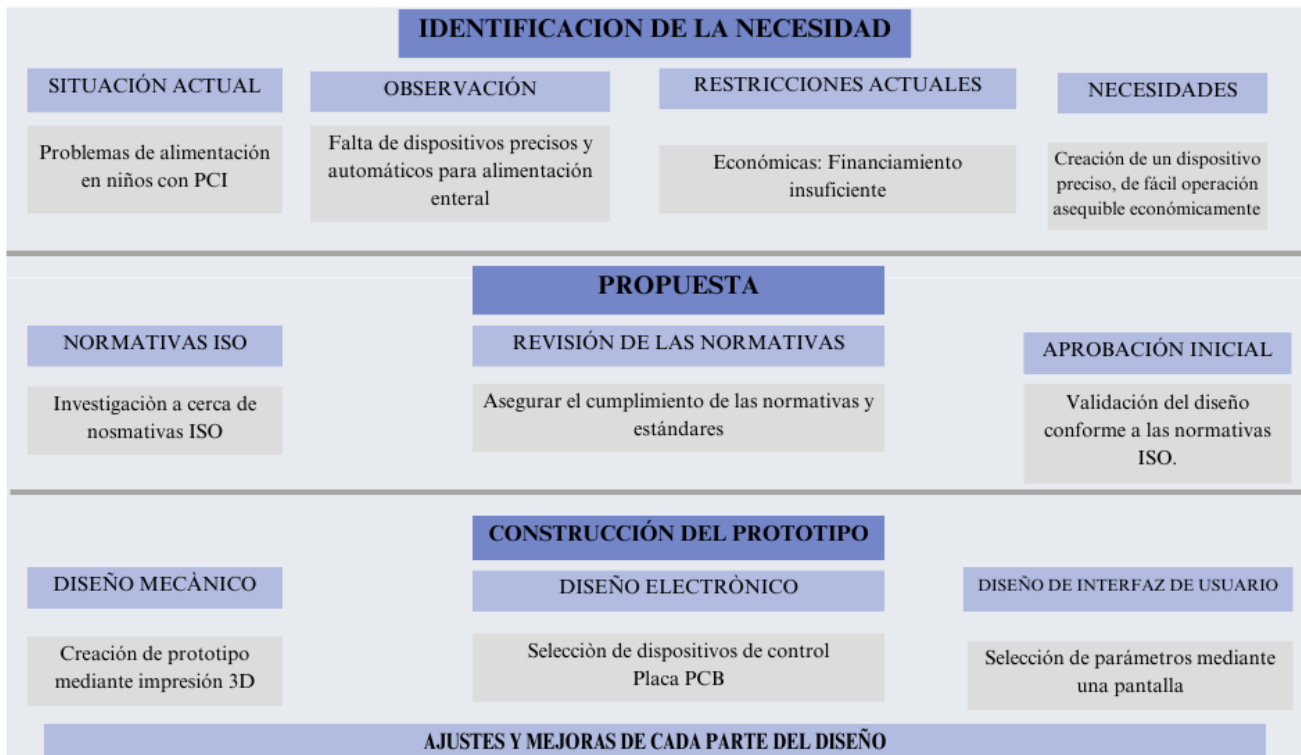 IDENTIFICACION DE LA NECESIDAD
SITUACIÓN ACTUAL
Problemas de alimentación
en niños con PCI
OBSERVACIÓN
Falta de dispositivos precisos y
automáticos para alimentación
enteral
RESTRICCIONES ACTUALES
Económicas: Financiamiento
insuficiente
NECESIDADES
Creación de un dispositivo
preciso, de fácil operación
asequible económicamente
PROPUESTA
NORMATIVAS ISO
Investigaciòn a cerca de
nosmativas ISO
REVISIÓN DE LAS NORMATIVAS
Asegurar el cumplimiento de las normativas y
estándares
APROBACIÓN INICIAL
Validación del diseño
conforme a las normativas
ISO.
CONSTRUCCIÓN DEL PROTOTIPO
DISEÑO MECÀNICO
Creación de prototipo
mediante impresión 3D
DISEÑO ELECTRÒNICO
Selecciòn de dispositivos de control
Placa PCB
DISEÑO DE INTERFAZ DE USUARIO
Selección de parámetros mediante
una pantalla
AJUSTES Y MEJORAS DE CADA PARTE DEL DISEÑO